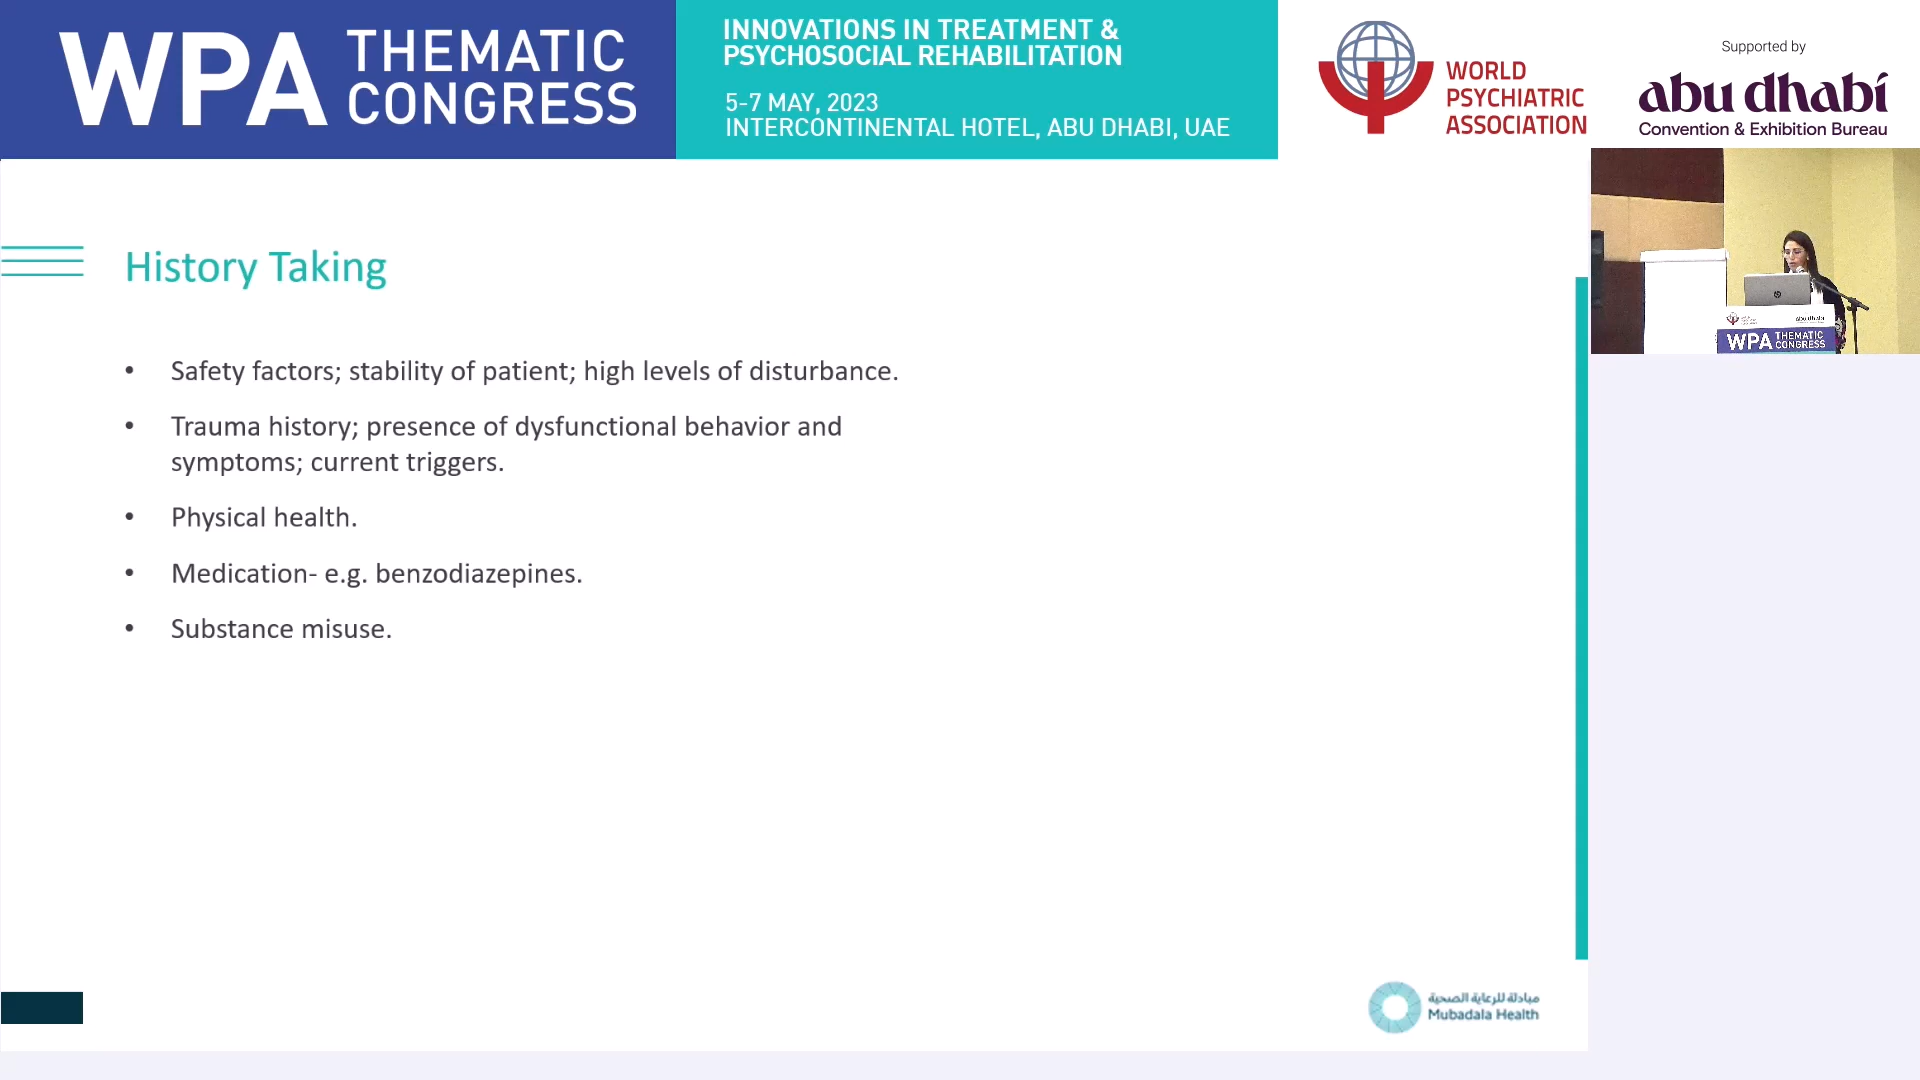 WPA THEMATIC
CONGRESS
INNOVATIONS IN TREATMENT &
PSYCHOSOCIAL REHABILITATION
5-7 MAY, 2023
INTERCONTINENTAL HOTEL, ABU DHABI, UAE
WORLD
PSYCHIATRIC
ASSOCIATION
Supported by
abu dhabi
Convention & Exhibition Bureau
History Taking
• Safety factors; stability of patient; high levels of disturbance.
• Trauma history; presence of dysfunctional behavior and
symptoms; current triggers.
• Physical health.
• Medication- e.g. benzodiazepines.
• Substance misuse.
abu dhabi
WPA THEMATIC
CONGRESS
مبادلة للرعاية الصحية
Mubadala Health